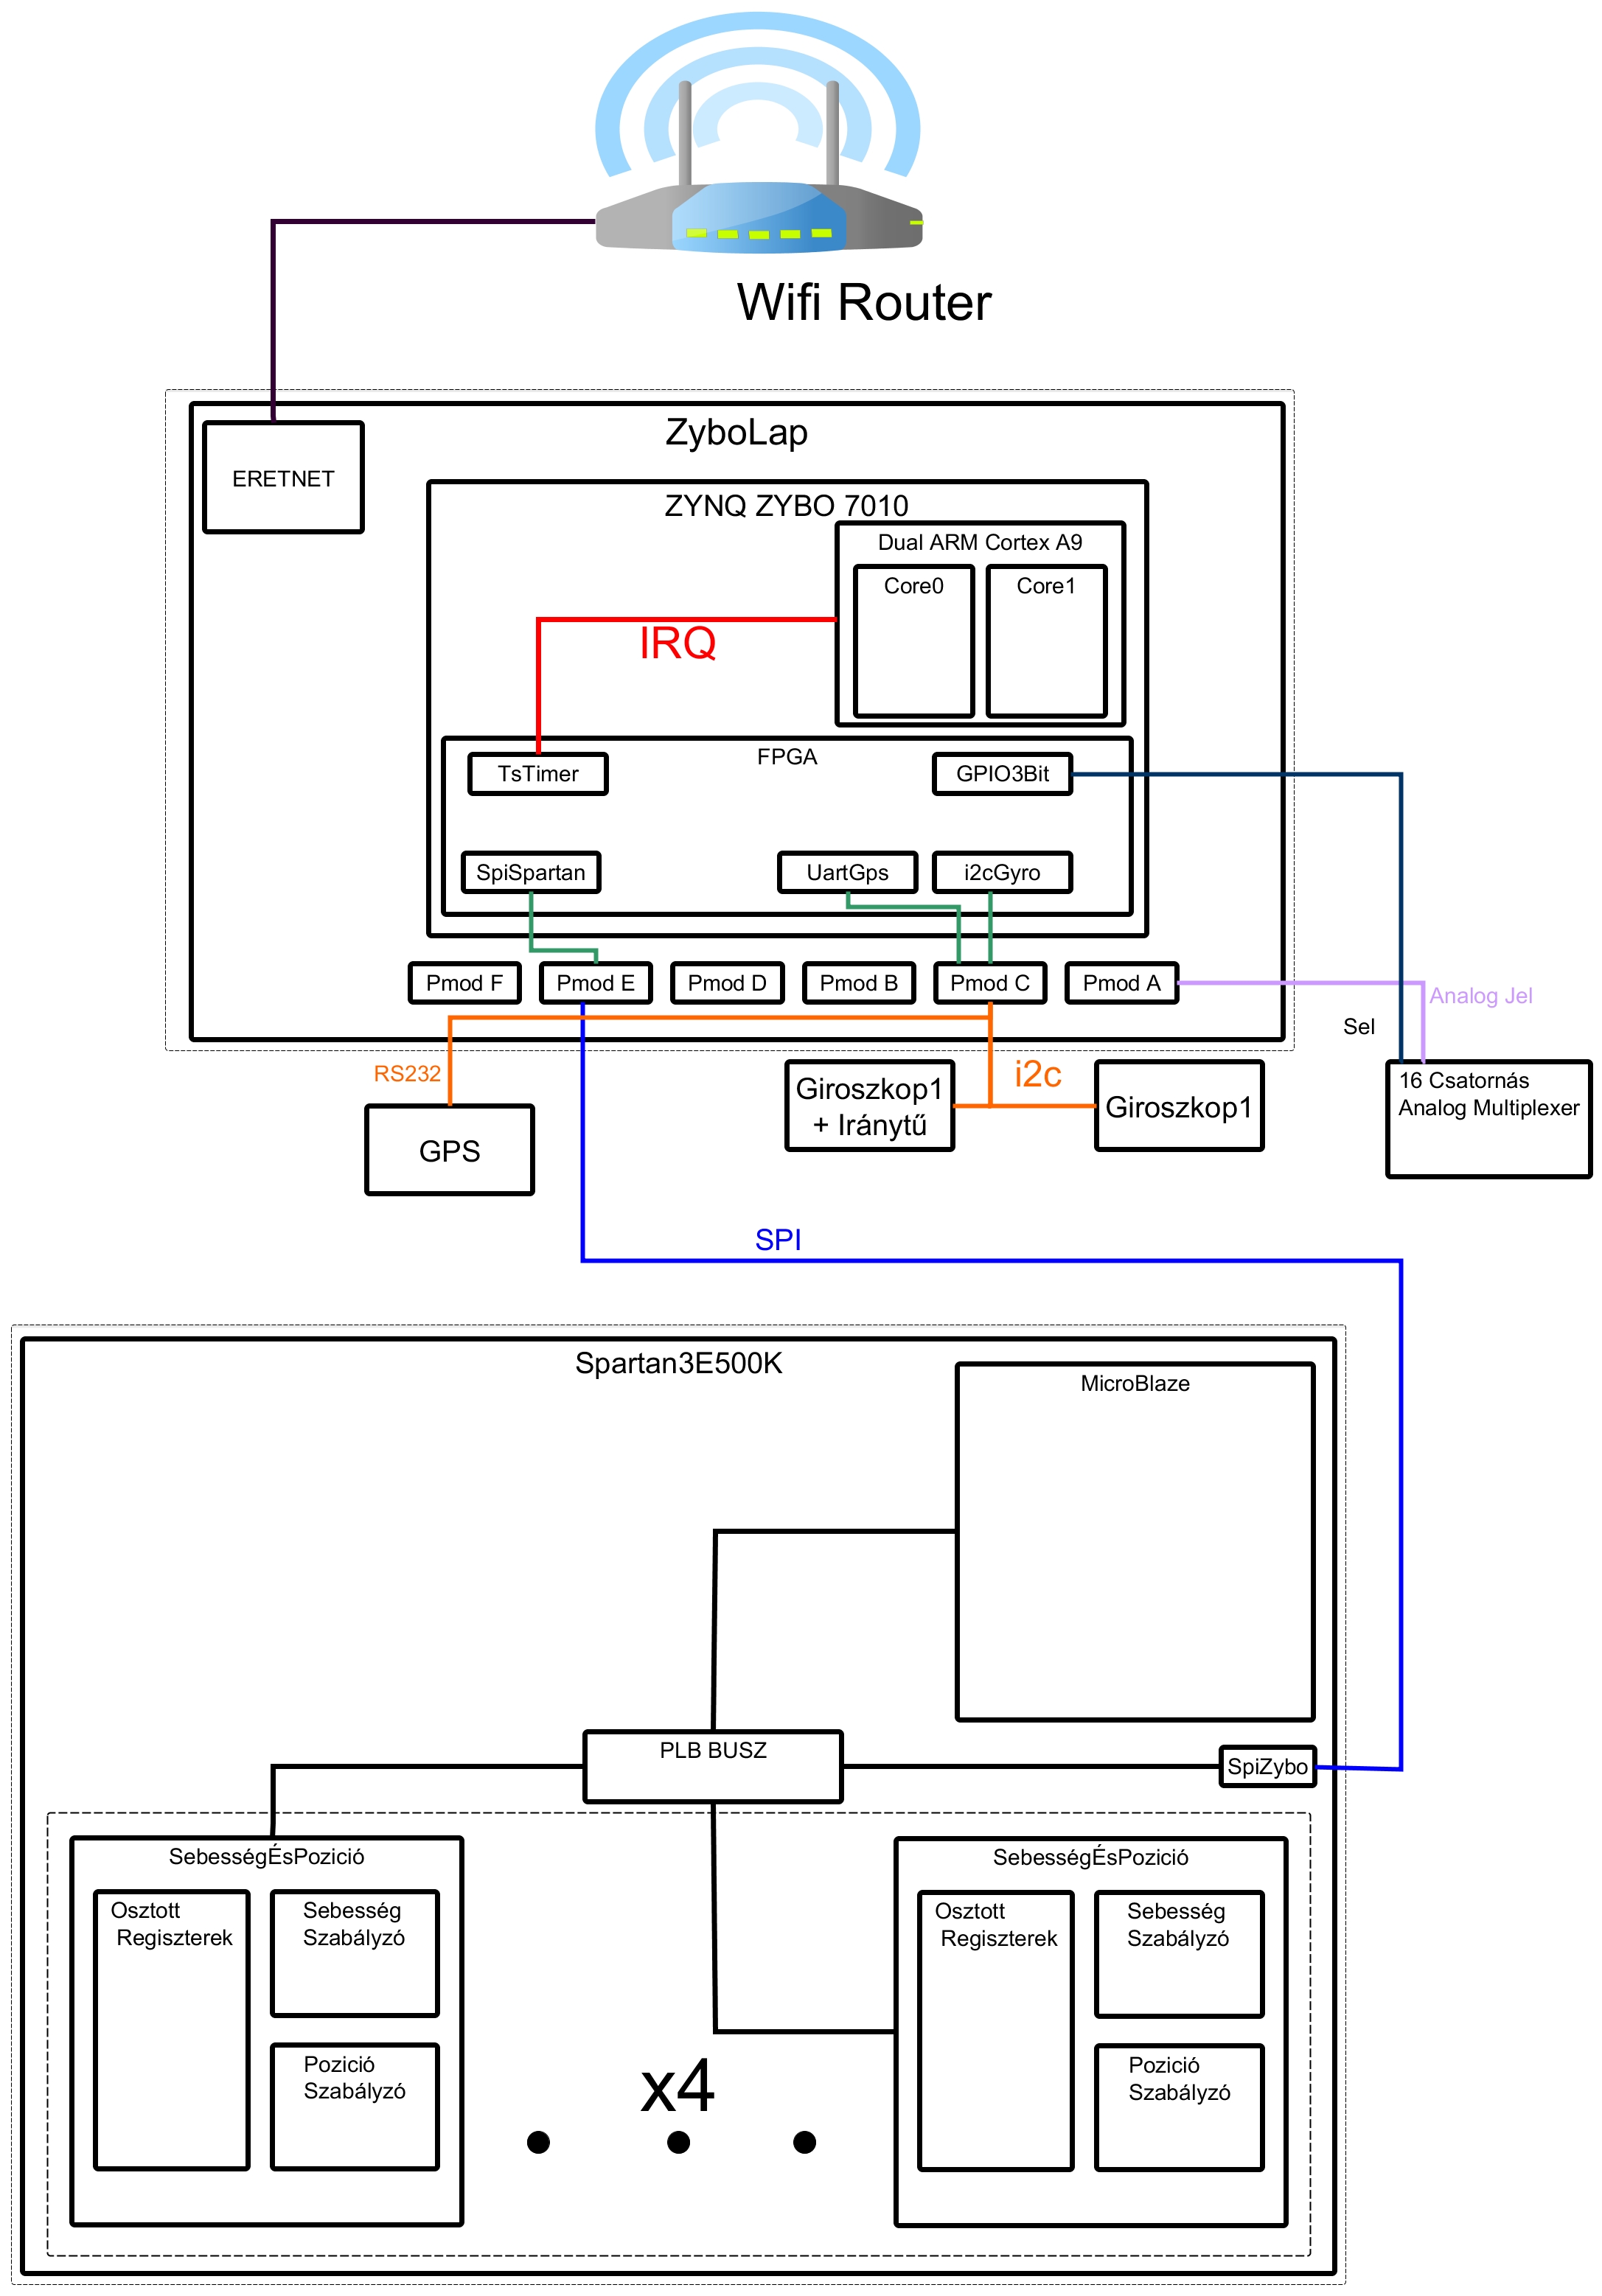 Wifi Router
ZyboLap
ERETNET
ZYNQ ZYBO 7010
Dual ARM Cortex A9
Core0
Core1
IRQ
FPGA
TsTimer
GPIO3Bit
SpiSpartan
UartGps
i2cGyro
Pmod F
Pmod E
Pmod D
Pmod B
Pmod C
Pmod A
Analog Jel
Sel
RS232
i2c
GPS
Giroszkop1
+ Iránytű
Giroszkop1
16 Csatornás
Analog Multiplexer
SPI
Spartan3E500K
MicroBlaze
PLB BUSZ
SpiZybo
SebességÉsPozició
Osztott
Regiszterek
Sebesség
Szabályzó
Pozició
Szabályzó
x4
SebességÉsPozició
Osztott
Regiszterek
Sebesség
Szabályzó
Pozició
Szabályzó